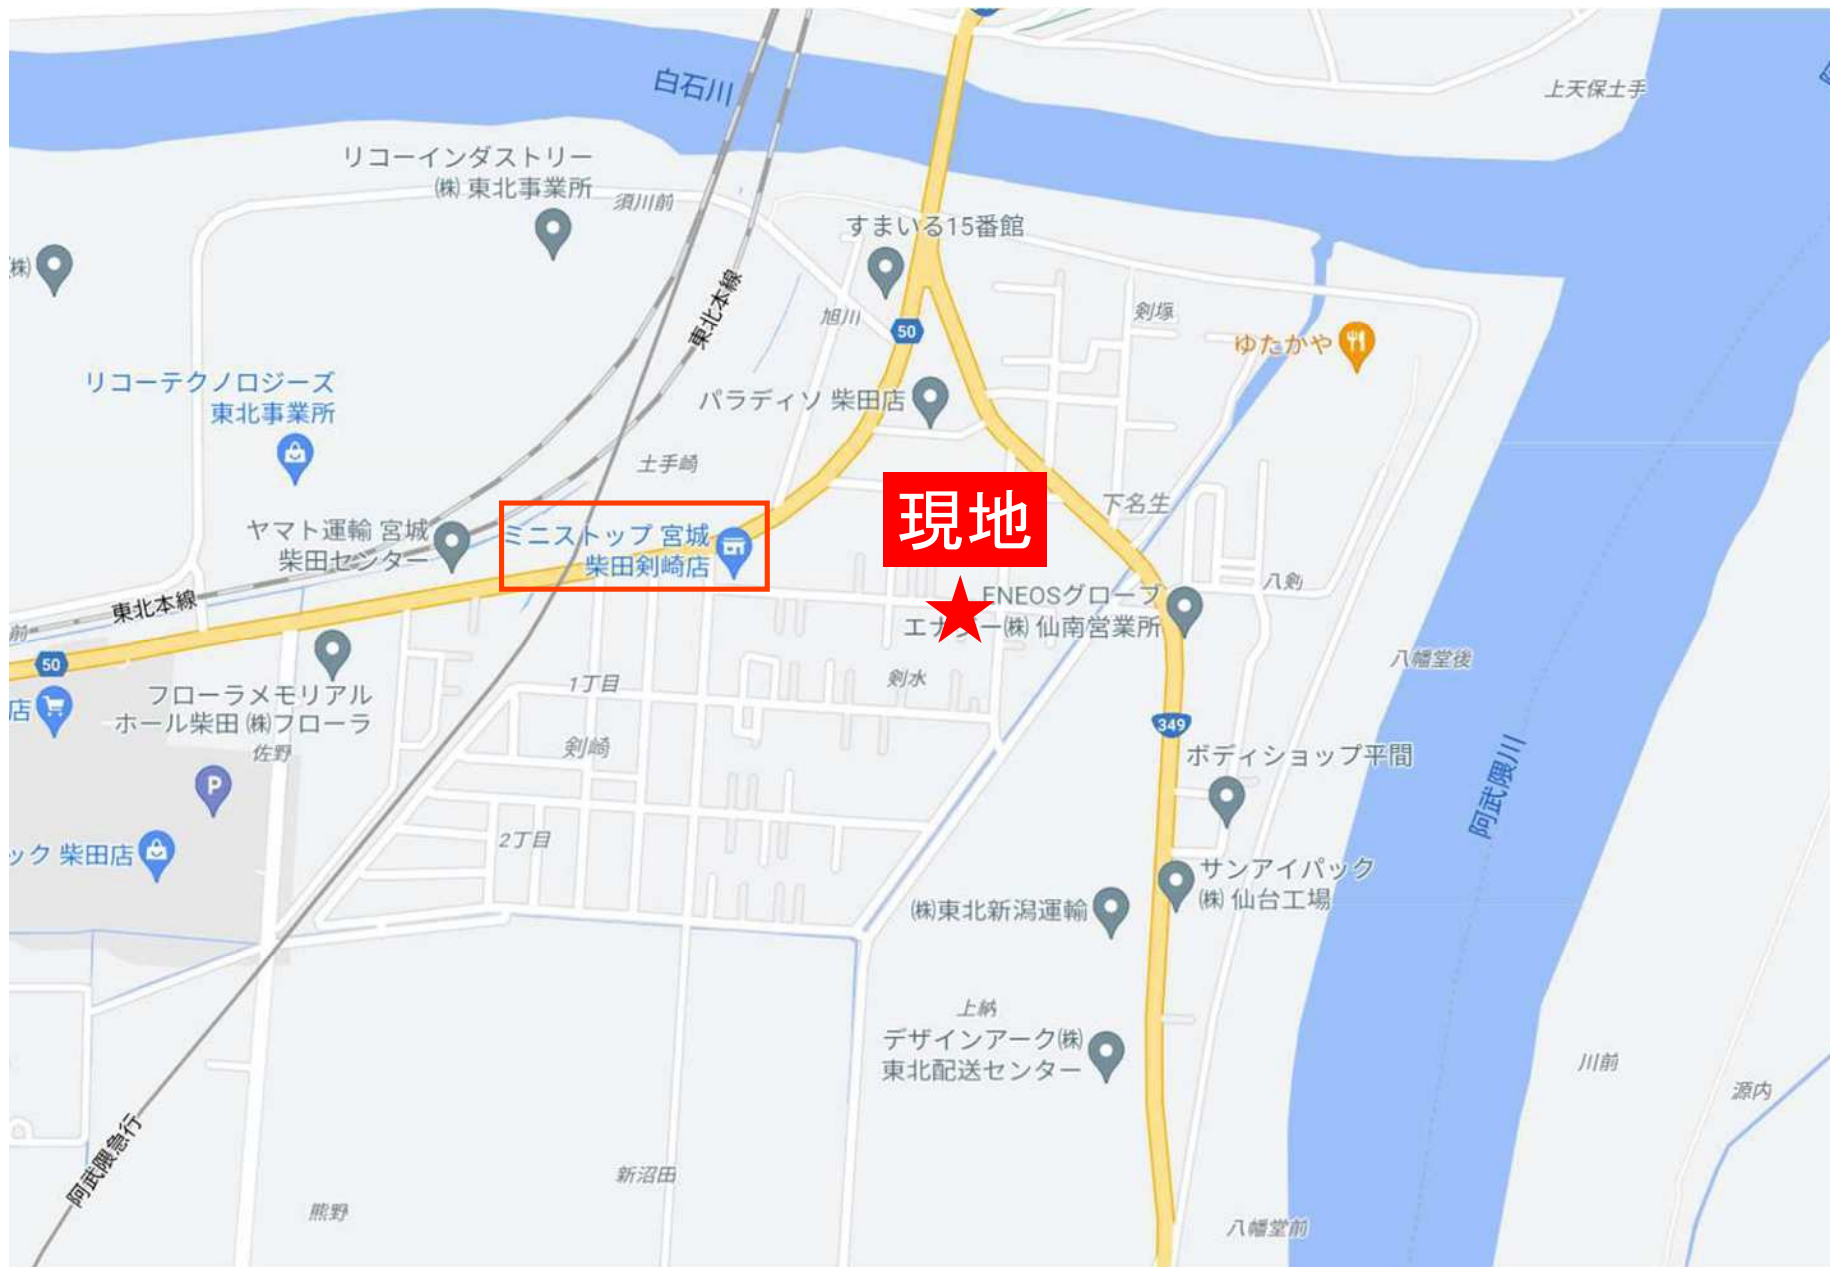 白石川
上天保土手
リコーインダストリー
㈱ 東北事業所
須川前
すまいる15番館
㈱
東北本線
旭川
50
剣塚
ゆたかや
リコーテクノロジーズ
東北事業所
パラディソ 柴田店
土手崎
現地
下名生
ヤマト運輸 宮城
柴田センター
ミニストップ 宮城
柴田剣崎店
東北本線
前
ENEOSグローブ
エナジー㈱ 仙南営業所
八剣
50
八幡堂後
フローラメモリアル
ホール柴田 ㈱フローラ
店
1丁目
剣水
349
佐野
剣崎
ボディショップ平間
阿武隈川
P
2丁目
ック 柴田店
サンアイパック
㈱ 仙台工場
㈱東北新潟運輸
上納
デザインアーク㈱
東北配送センター
川前
源内
阿武隈急行
新沼田
熊野
八幡堂前